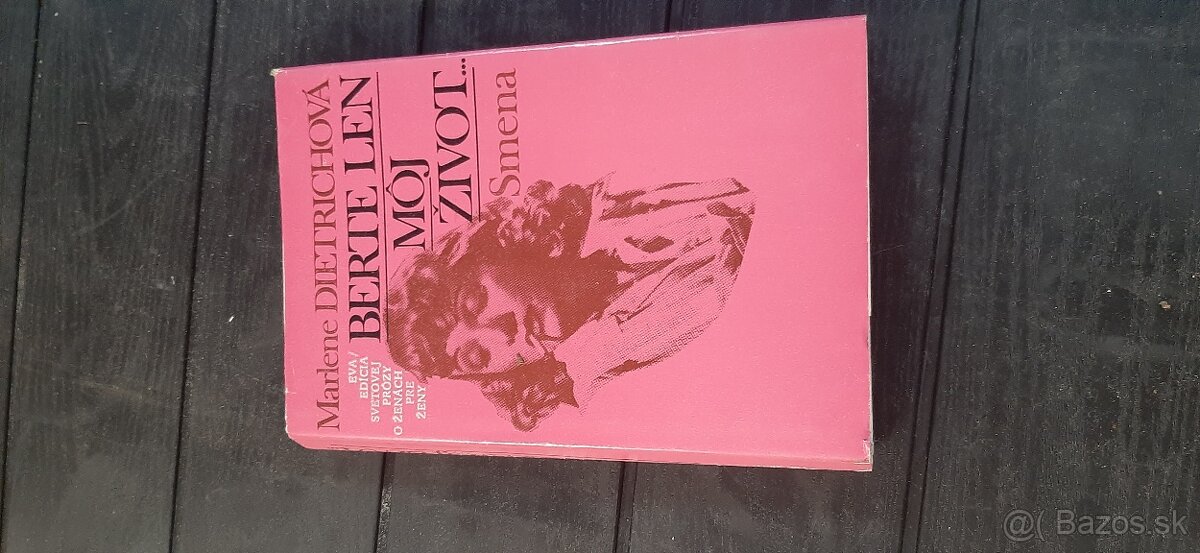 Marlene DIETRICHOVÁ
BERTE LEN
MÔJ
ŽIVOT...
Smena
EVA/
EDÍCIA
SVETOVEJ
PRÓZY
O ŽENÁCH
PRE
ŽENY
@( Bazos.sk